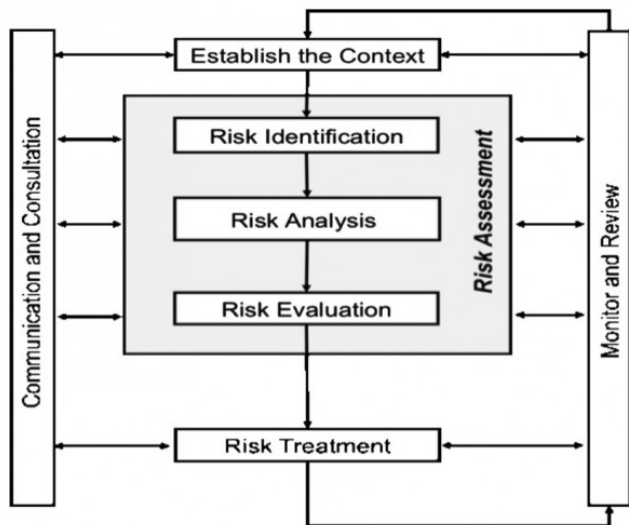 Establish the Context
Risk Identification
Risk Analysis
Risk Evaluation
Risk Assessment
Risk Treatment
Communication and Consultation
Monitor and Review